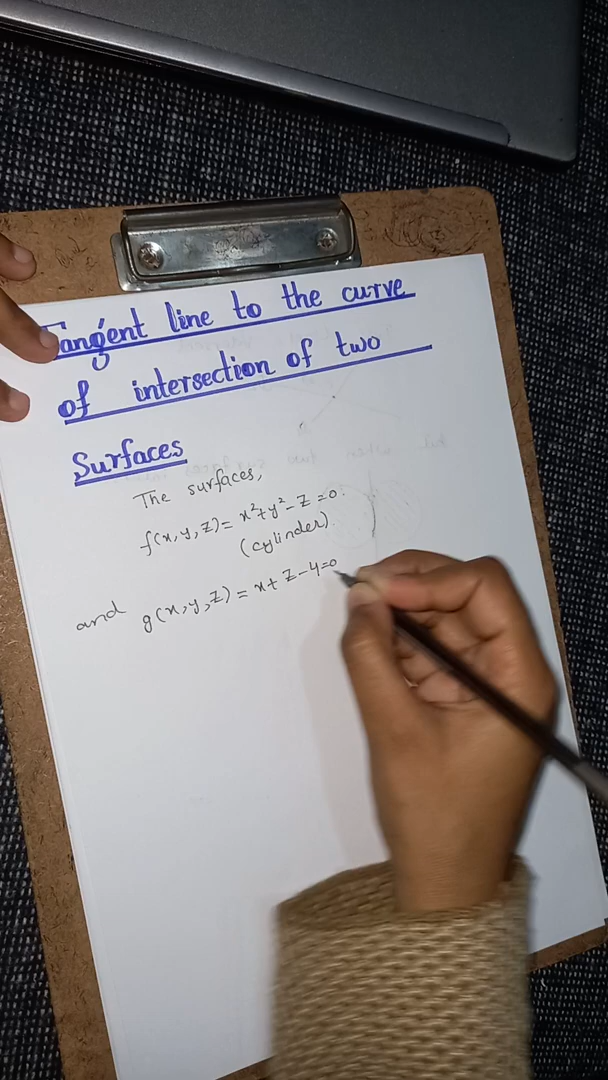 Tangent line to the curve
of intersection of two
Surfaces
The surfaces,
f(x,y,z) = x²+y²-z=0.
(cylinder).
and g(x,y,z) = x+z-4=0